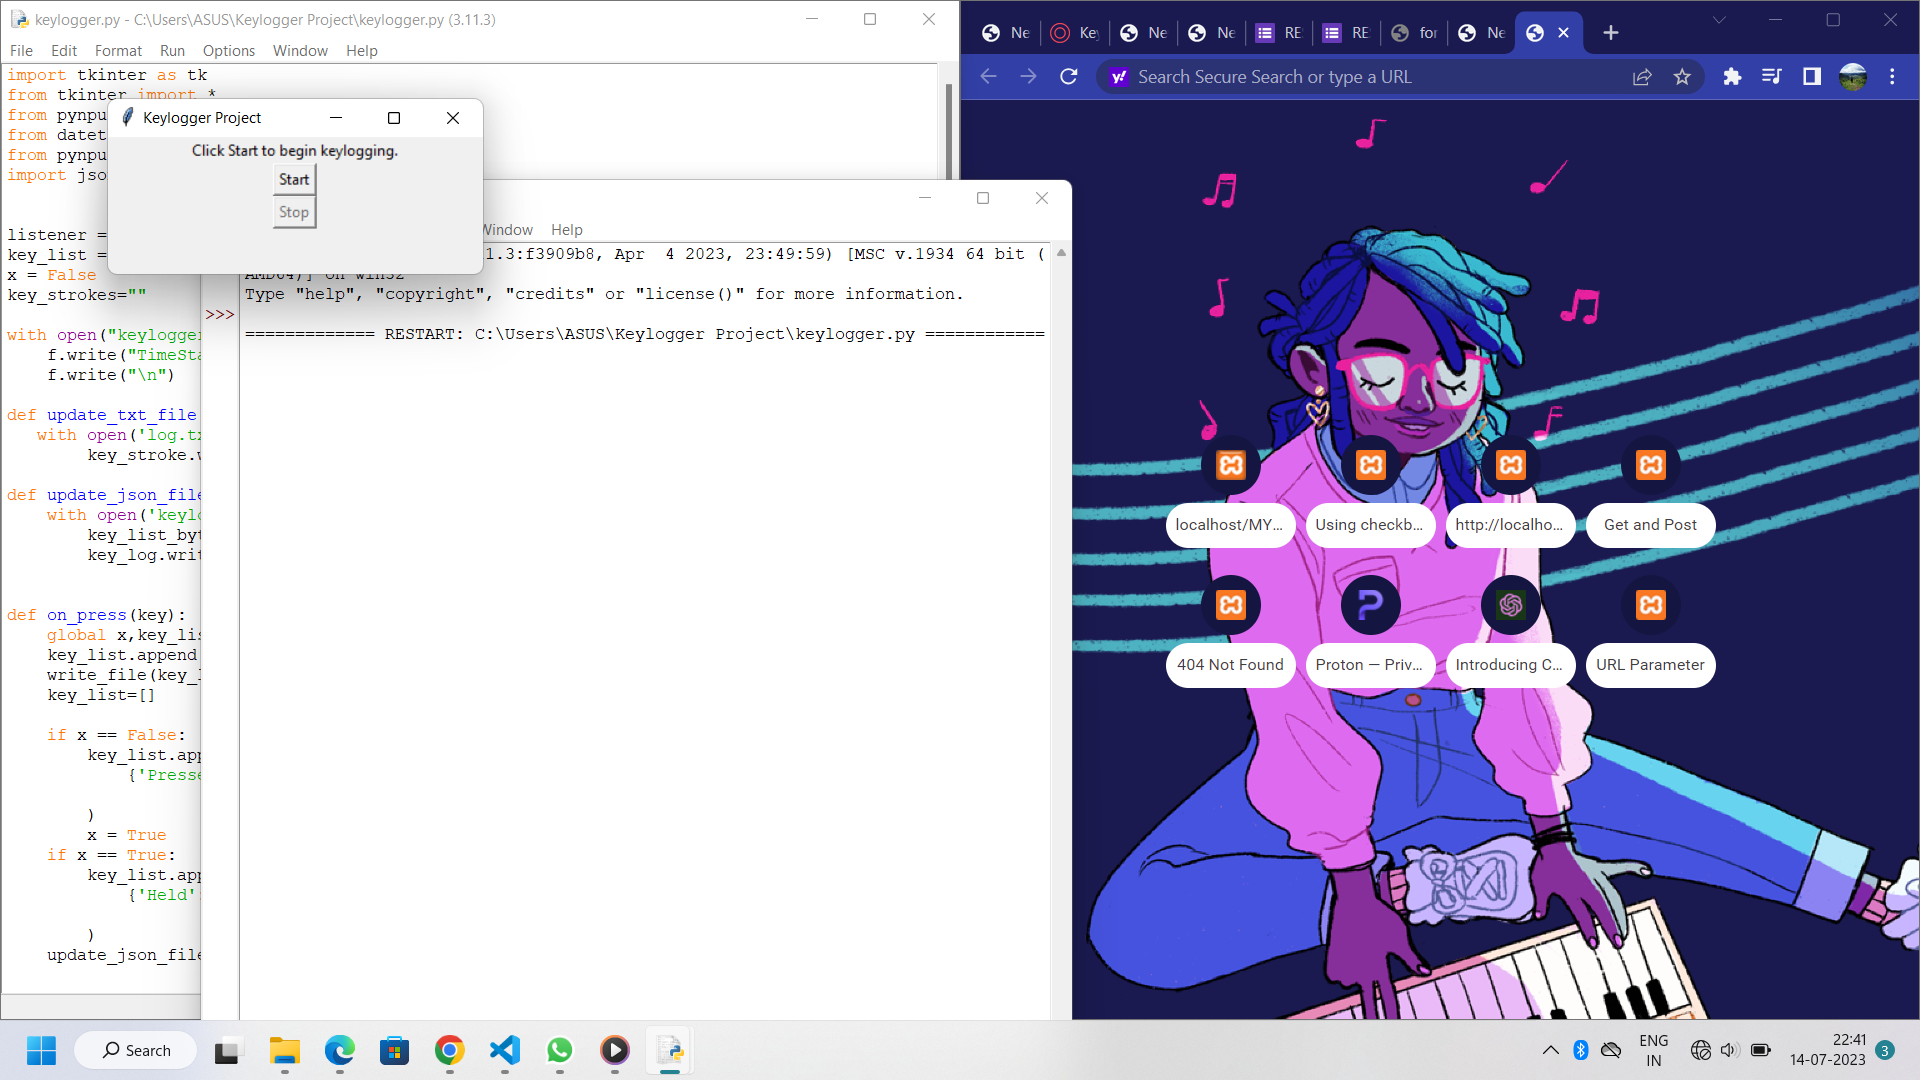 keylogger.py - C:\Users\ASUS\Keylogger Project\keylogger.py (3.11.3)
File Edit Format Run Options Window Help
import tkinter as tk
from tkinter import *
from pynpu
from datet
from pynpu
import jso
listener =
key_list =
x = False
key_strokes=""
with open("keylogger
f.write("TimeSta
f.write("\n")
def update_txt_file
with open('log.tx
key_stroke.w
def update_json_file
with open('keylo
key_list_byt
key_log.writ
def on_press(key):
global x,key_lis
key_list.append
write_file(key_l
key_list=[]
if x == False:
key_list.app
{'Presse
)
x = True
if x == True:
key_list.app
{'Held'
)
update_json_file
Keylogger Project
Click Start to begin keylogging.
Start
Stop
Window Help
1.3:f3909b8, Apr 4 2023, 23:49:59) [MSC v.1934 64 bit (
AMD64)] on win32
Type "help", "copyright", "credits" or "license()" for more information.
>>>
============= RESTART: C:\Users\ASUS\Keylogger Project\keylogger.py ============
Ne Key Ne Ne RE RE for Ne
Search Secure Search or type a URL
localhost/MY... Using checkb... http://localho... Get and Post
404 Not Found Proton — Priv... Introducing C... URL Parameter
Search
ENG
IN
22:41
14-07-2023
3